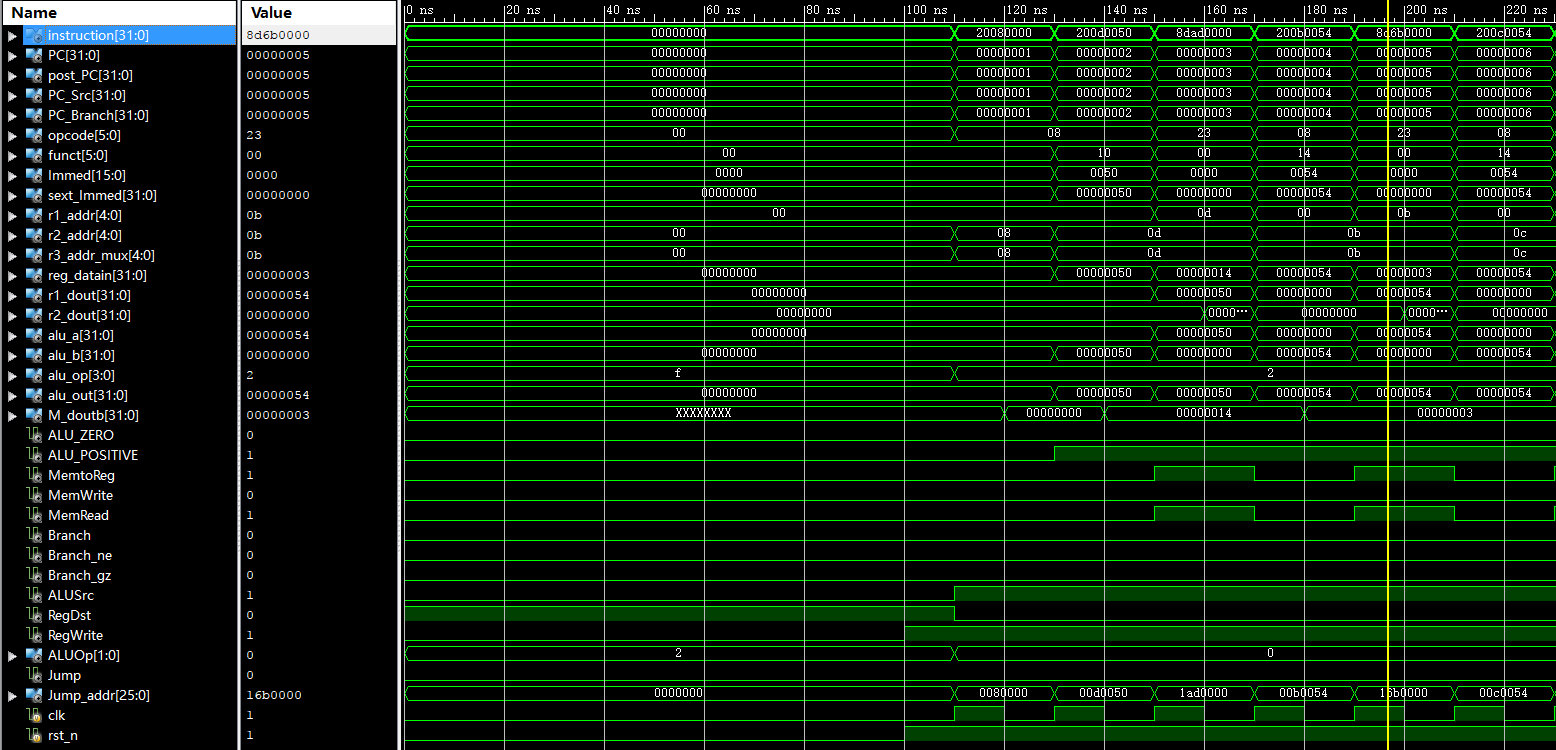 Name Value
0 ns 20 ns 40 ns 60 ns 80 ns 100 ns 120 ns 140 ns 160 ns 180 ns 200 ns 220 ns
instruction[31:0] 8d6b0000 00000000 20080000 200d0050 8dad0000 200b0054 8d6b0000 200c0054
PC[31:0] 00000005 00000000 00000001 00000002 00000003 00000004 00000005 00000006
post_PC[31:0] 00000005 00000000 00000001 00000002 00000003 00000004 00000005 00000006
PC_Src[31:0] 00000005 00000000 00000001 00000002 00000003 00000004 00000005 00000006
PC_Branch[31:0] 00000005 00000000 00000001 00000002 00000003 00000004 00000005 00000006
opcode[5:0] 23 00 08 23 08 23 08
funct[5:0] 00 00 10 00 14 00 14
Immed[15:0] 0000 0000 0050 0000 0054 0000 0054
sext_Immed[31:0] 00000000 00000000 00000050 00000000 00000054 00000000 00000054
r1_addr[4:0] 0b 00 0d 00 0b 00
r2_addr[4:0] 0b 00 08 0d 0b 0c
r3_addr_mux[4:0] 0b 00 08 0d 0b 0c
reg_datain[31:0] 00000003 00000000 00000050 00000014 00000054 00000003 00000054
r1_dout[31:0] 00000054 00000000 00000050 00000000 00000054 00000000
r2_dout[31:0] 00000000 00000000 0000··· 00000000 0000··· 00000000
alu_a[31:0] 00000054 00000000 00000050 00000000 00000054 00000000
alu_b[31:0] 00000000 00000000 00000050 00000000 00000054 00000000 00000054
alu_op[3:0] 2 f 2
alu_out[31:0] 00000054 00000000 00000050 00000050 00000054 00000054 00000054
M_doutb[31:0] 00000003 XXXXXXXX 00000000 00000014 00000003
ALU_ZERO 0
ALU_POSITIVE 1
MemtoReg 1
MemWrite 0
MemRead 1
Branch 0
Branch_ne 0
Branch_gz 0
ALUSrc 1
RegDst 0
RegWrite 1
ALUOp[1:0] 0 2 0
Jump 0
Jump_addr[25:0] 16b0000 0000000 0080000 00d0050 1ad0000 00b0054 16b0000 00c0054
clk 1
rst_n 1